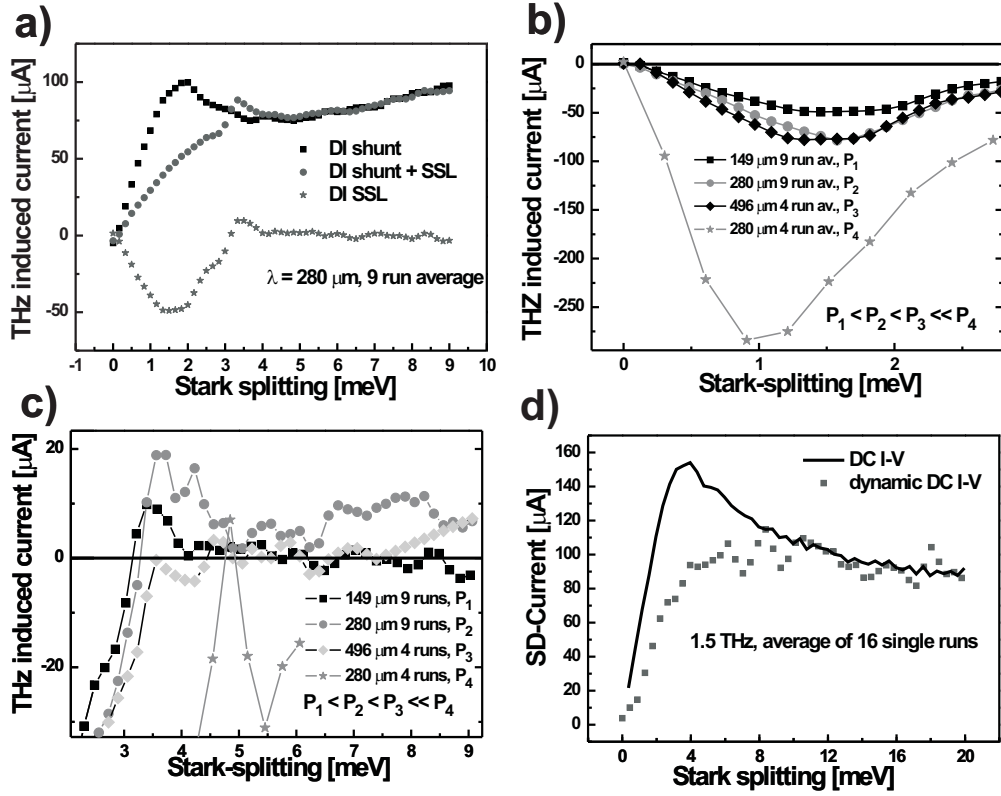 a)
THz induced current [µA]
100
50
0
-50
DI shunt
DI shunt + SSL
DI SSL
λ = 280 µm, 9 run average
-1 0 1 2 3 4 5 6 7 8 9 10
Stark splitting [meV]
b)
THZ induced current [µA]
0
-50
-100
-150
-200
-250
149 µm 9 run av., P1
280 µm 9 run av., P2
496 µm 4 run av., P3
280 µm 4 run av., P4
P1 < P2 < P3 << P4
0 1 2
Stark-splitting [meV]
c)
THz induced current [µA]
20
0
-20
149 µm 9 runs, P1
280 µm 9 runs, P2
496 µm 4 runs, P3
280 µm 4 runs, P4
P1 < P2 < P3 << P4
3 4 5 6 7 8 9
Stark-splitting [meV]
d)
SD-Current [µA]
160
140
120
100
80
60
40
20
0
DC I-V
dynamic DC I-V
1.5 THz, average of 16 single runs
0 4 8 12 16 20
Stark splitting [meV]